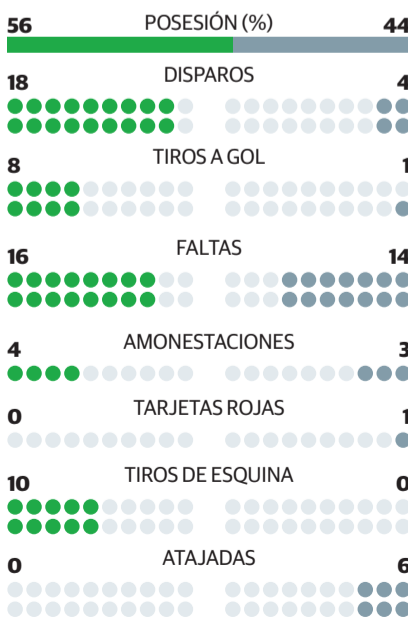 56 POSESIÓN (%) 44
18 DISPAROS 4
8 TIROS A GOL 1
16 FALTAS 14
4 AMONESTACIONES 3
0 TARJETAS ROJAS 1
10 TIROS DE ESQUINA 0
0 ATAJADAS 6